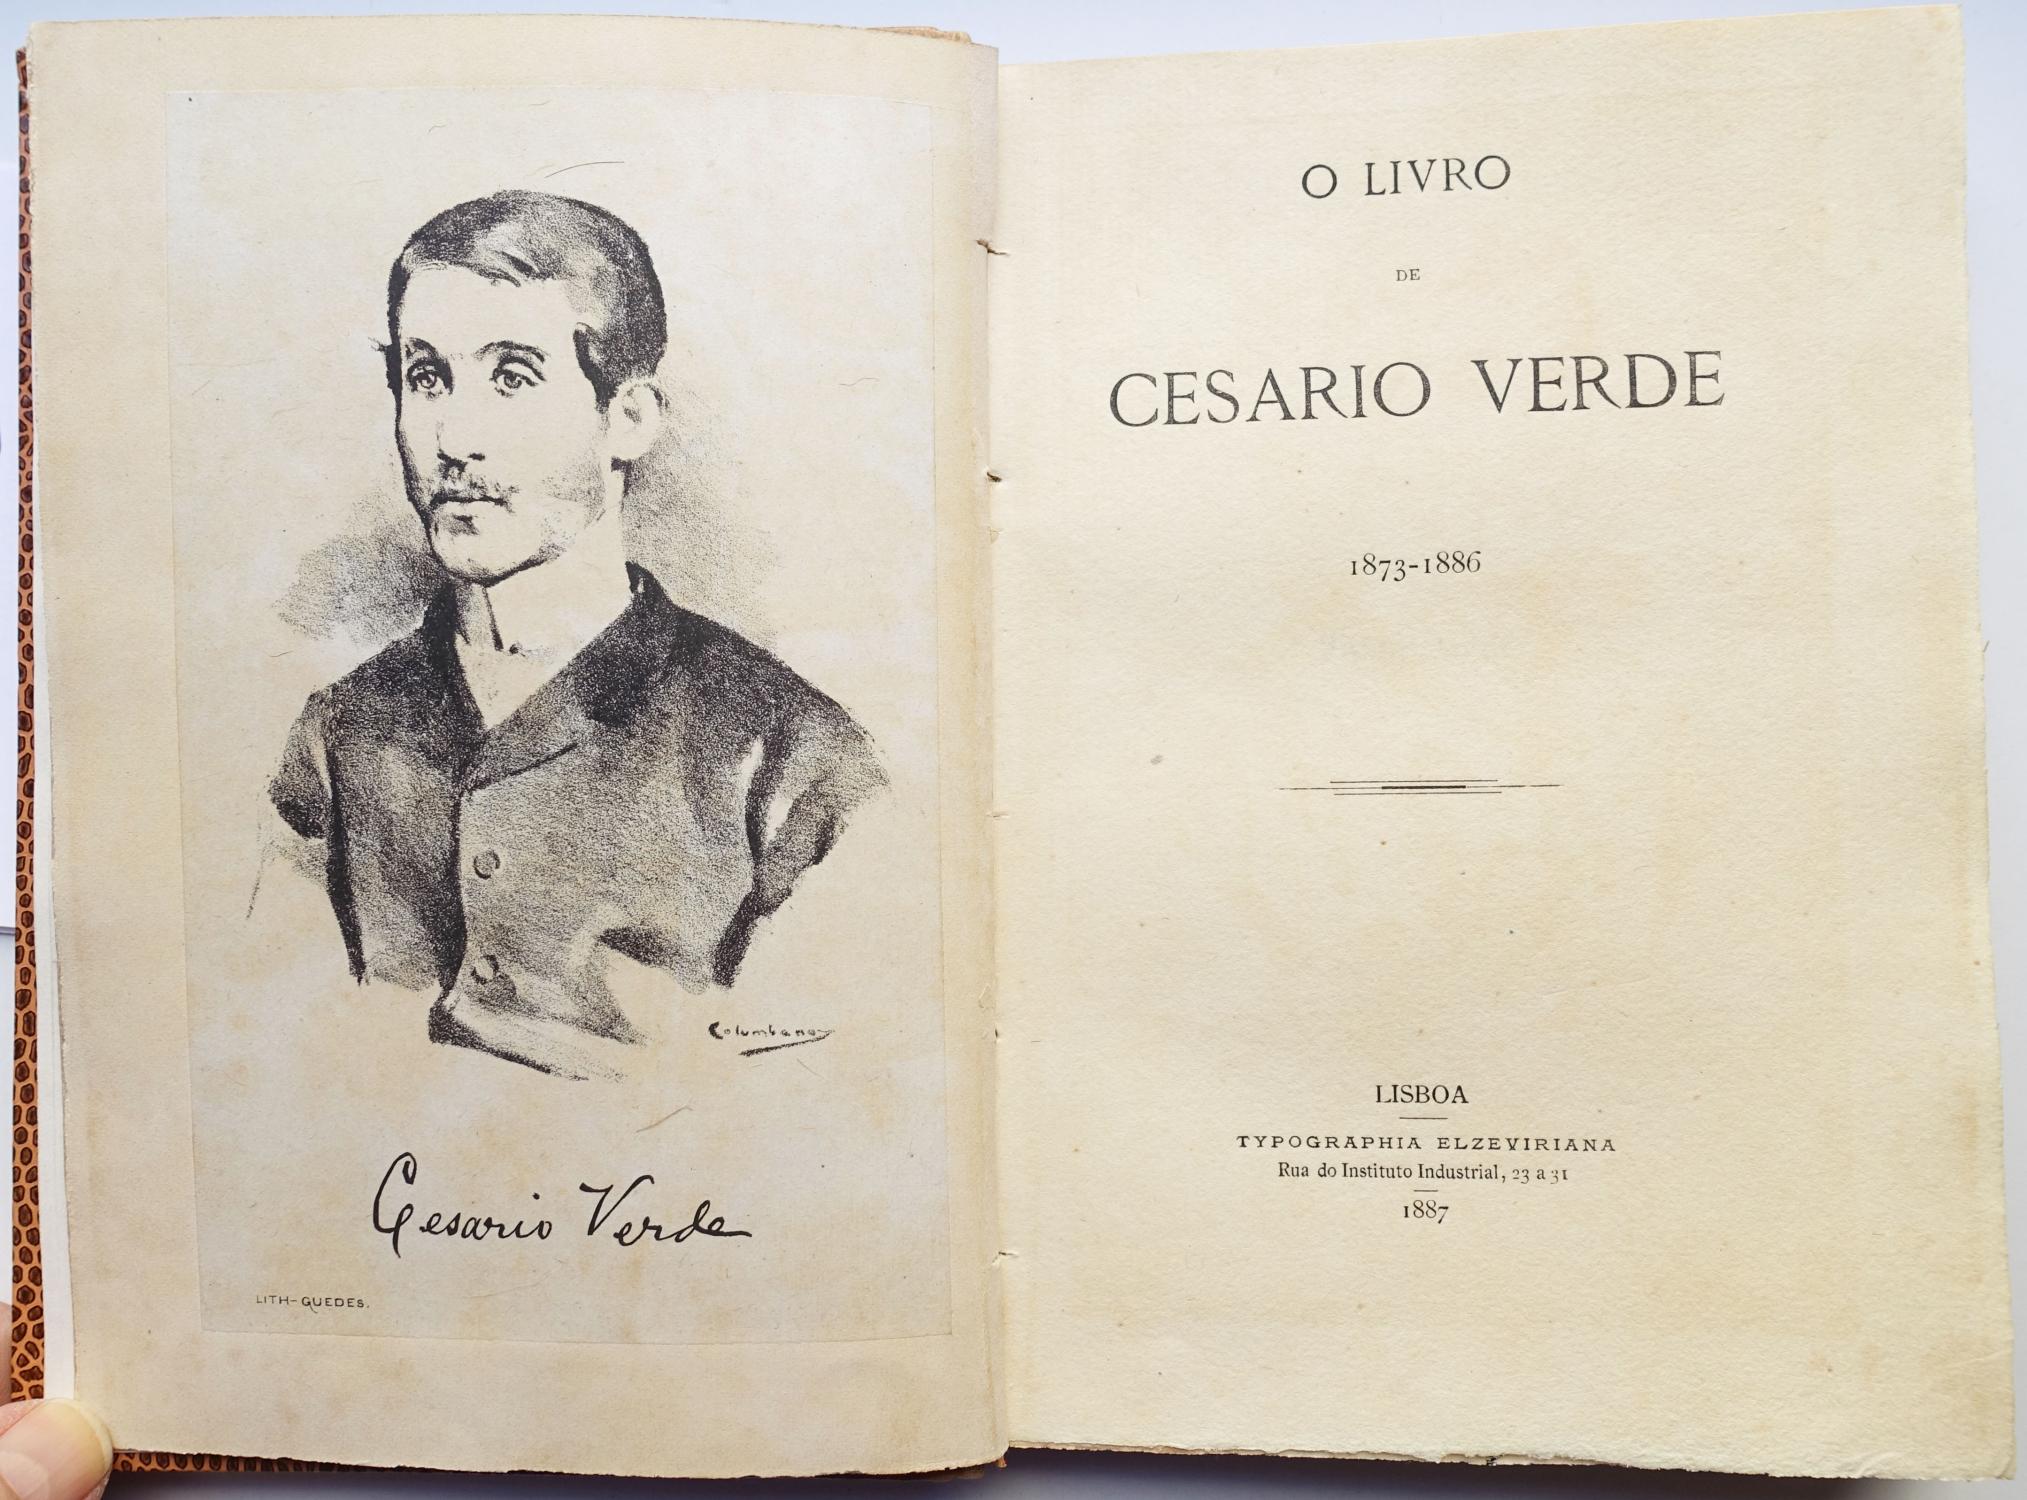 Columbano
Cesario Verde
LITH-GUEDES.
O LIVRO
DE
CESARIO VERDE
1873-1886
LISBOA
TYPOGRAPHIA ELZEVIRIANA
Rua do Instituto Industrial, 23 a 31
1887